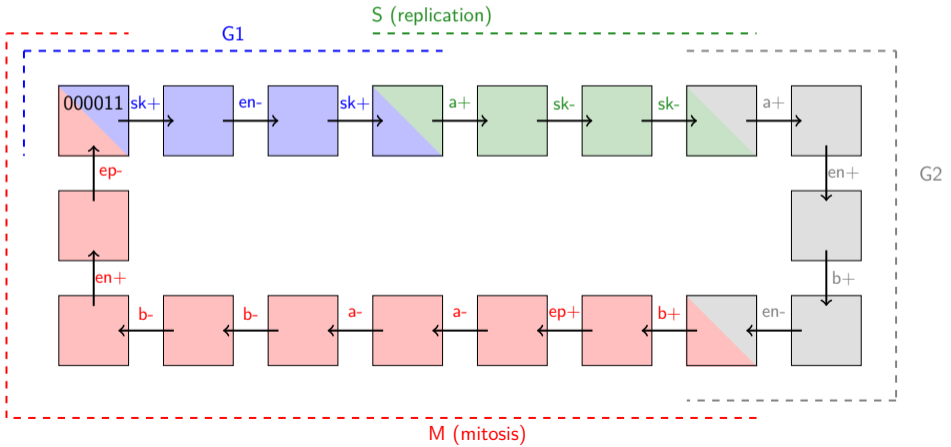 S (replication)
G1
000011 sk+ en- sk+ a+ sk- sk- a+
ep- en+ G2
en+ b+
b- b- a- a- ep+ b+ en-
M (mitosis)